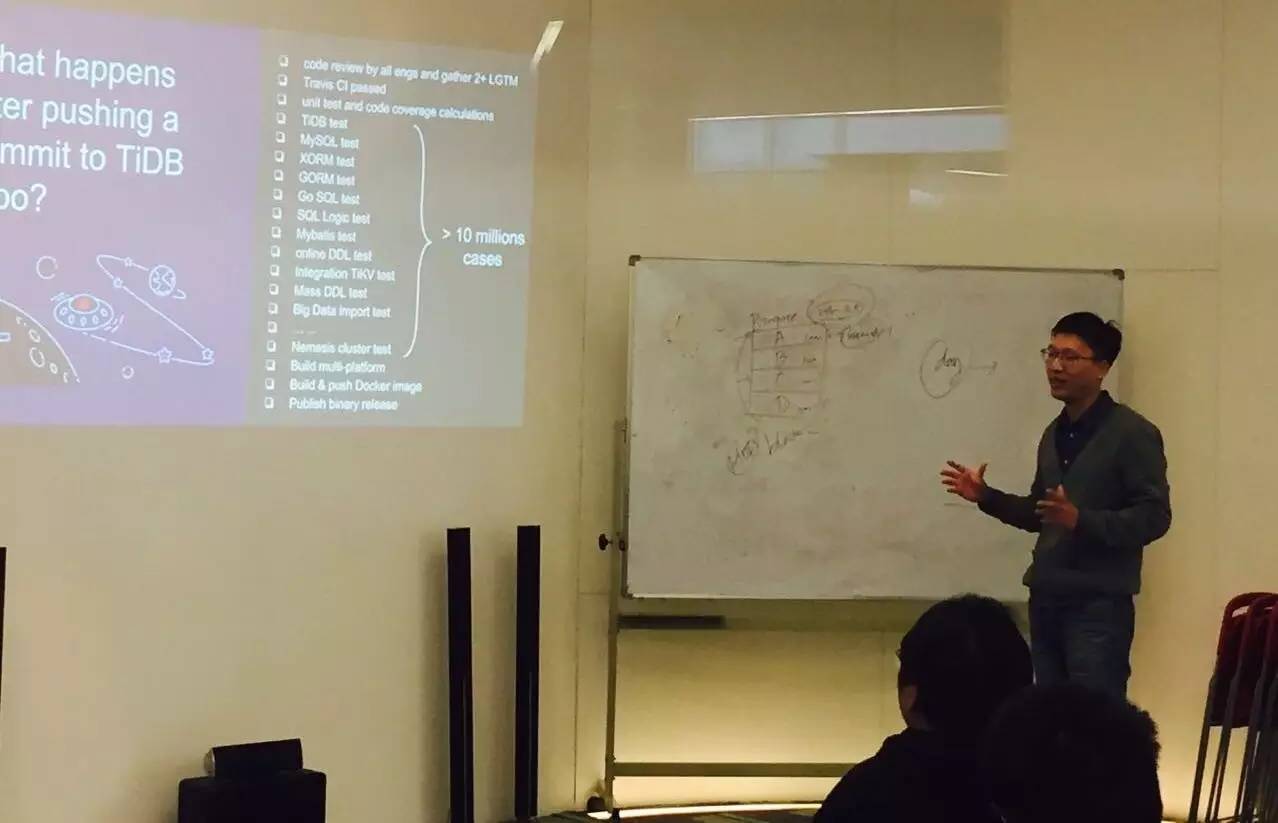 hat happens
ter pushing a
mmit to TiDB
po?
code review by all engs and gather 2+ LGTM
Travis CI passed
unit test and code coverage calculations
TiDB test
MySQL test
XORM test
GORM test
Go SQL test
SQL Logic test
Mybatis test
online DDL test
Integration TiKV test
Mass DDL test
Big Data Import test
... ...
Nemesis cluster test
Build multi-platform
Build & push Docker image
Publish binary release
> 10 millions
cases
A
B
C
D